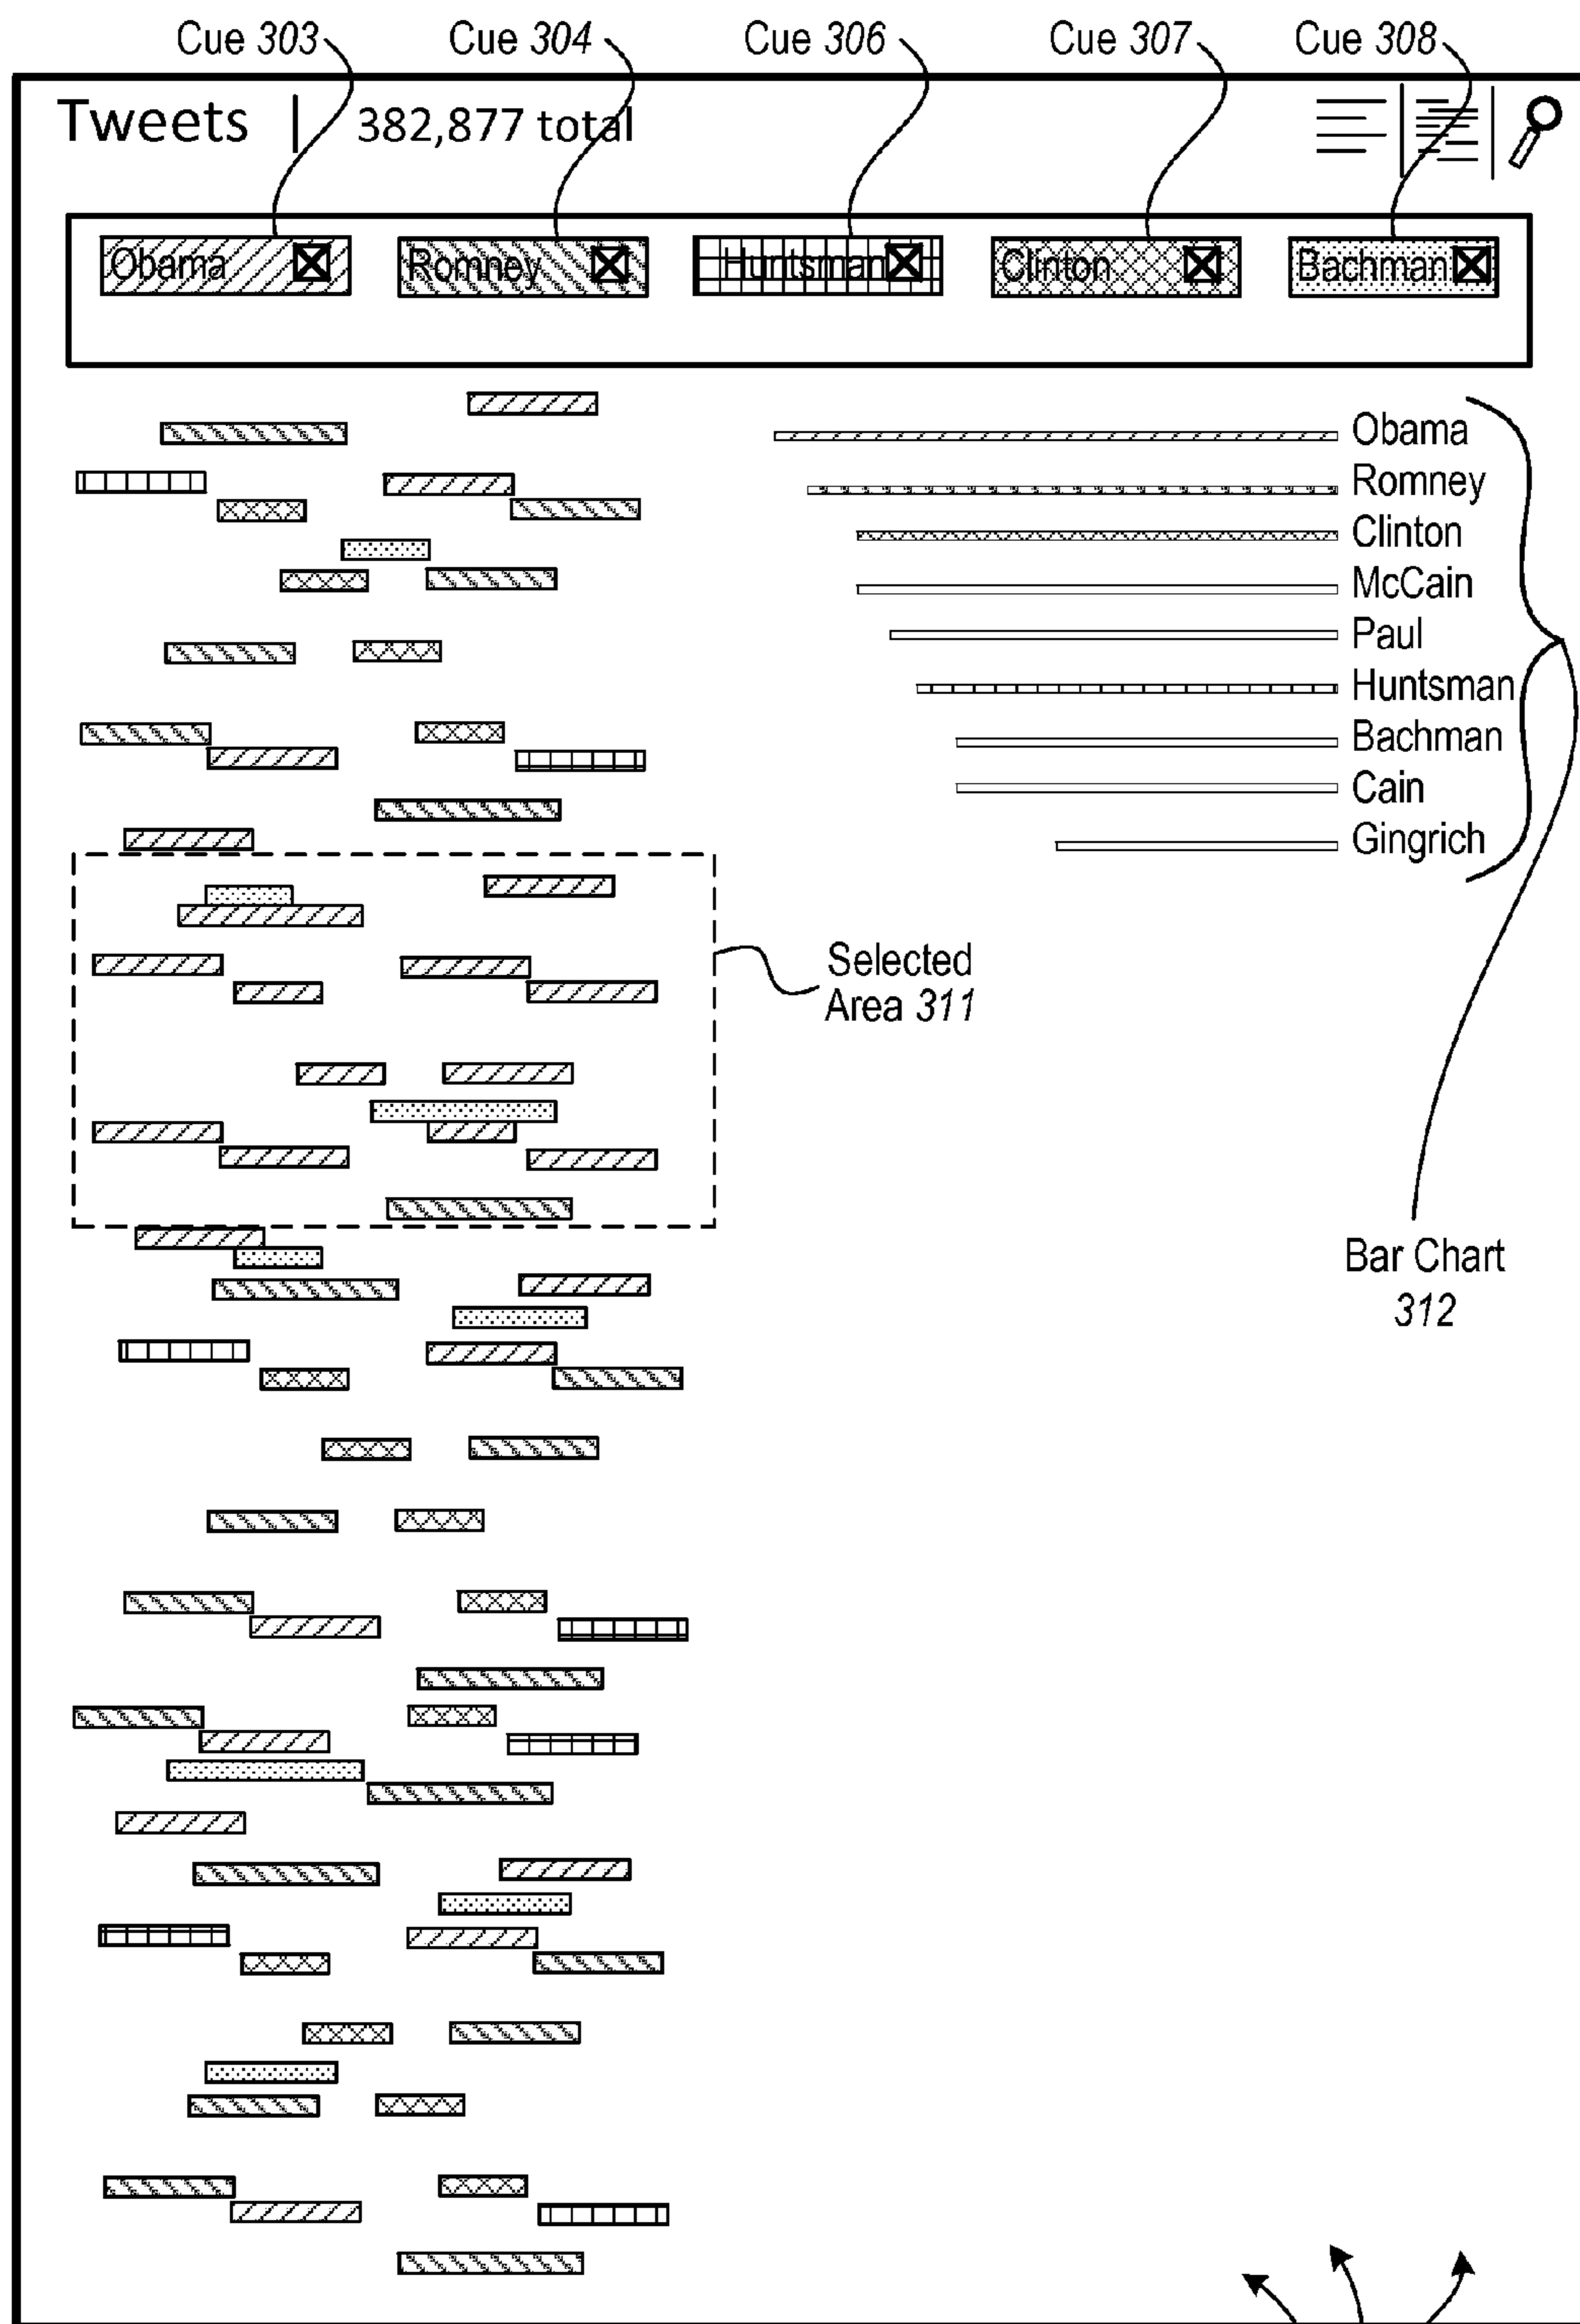 Cue 303 Cue 304 Cue 306 Cue 307 Cue 308
Tweets | 382,877 total
Obama Romney Huntsman Clinton Bachman
Obama
Romney
Clinton
McCain
Paul
Huntsman
Bachman
Cain
Gingrich
Selected
Area 311
Bar Chart
312